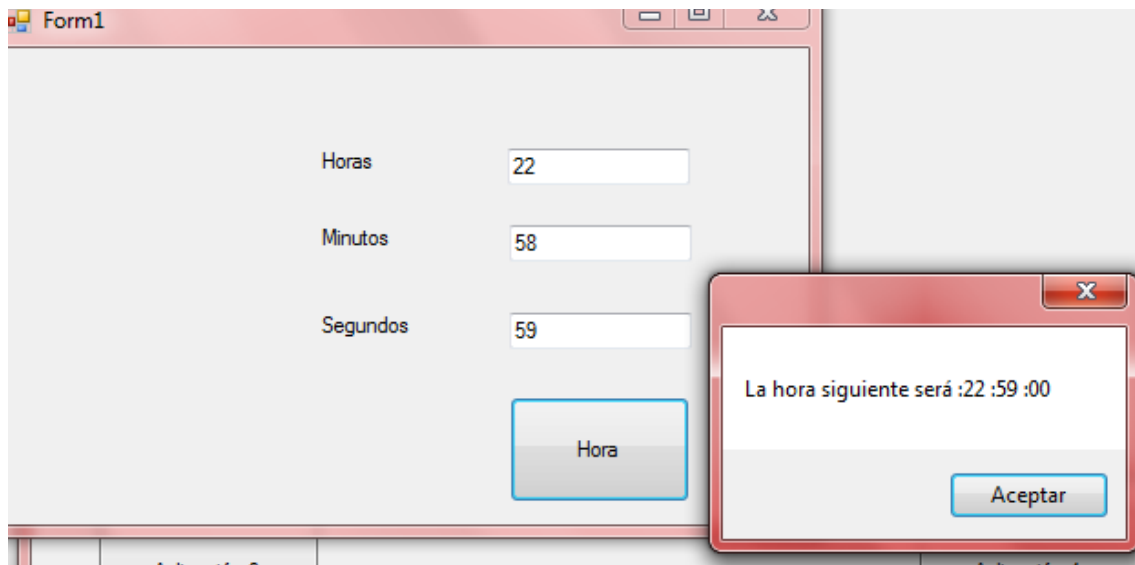 Form1
Horas
22
Minutos
58
Segundos
59
Hora
La hora siguiente será :22 :59 :00
Aceptar